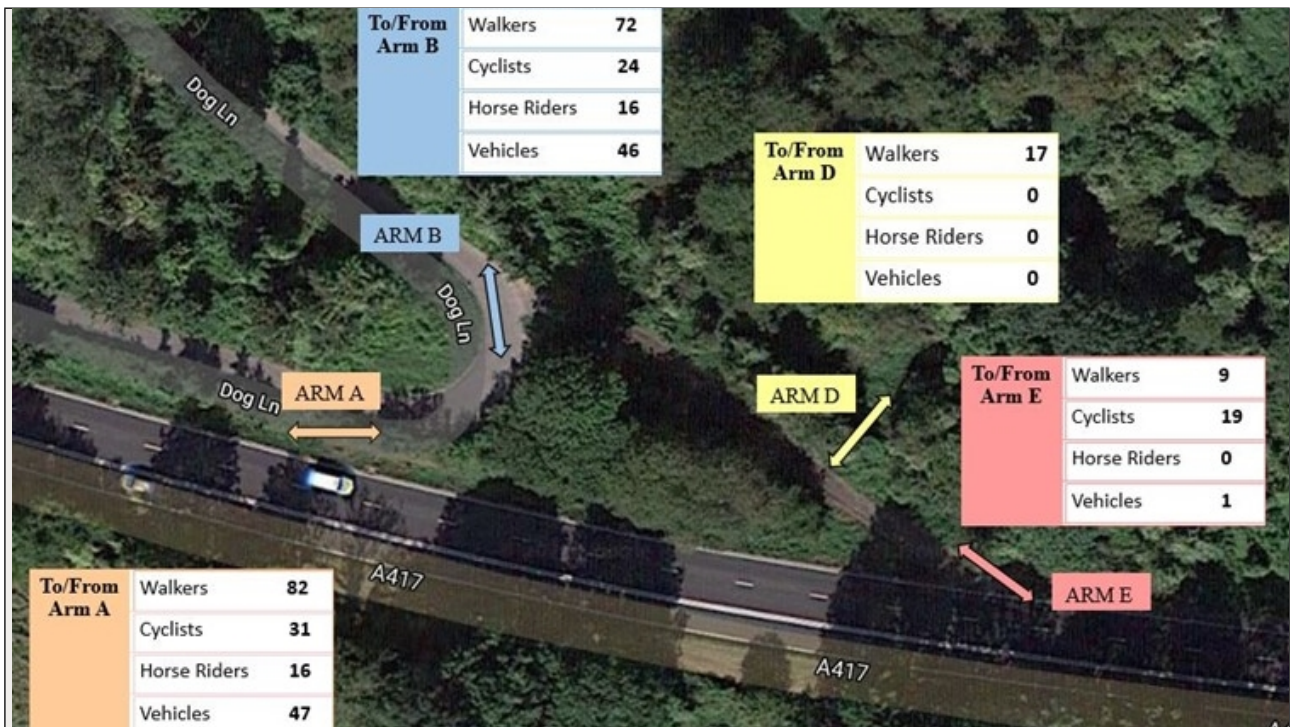 To/From
Arm B
Walkers 72
Cyclists 24
Horse Riders 16
Vehicles 46
Dog Ln
ARM B
To/From
Arm D
Walkers 17
Cyclists 0
Horse Riders 0
Vehicles 0
Dog Ln
ARM A
Dog Ln
ARM D
To/From
Arm E
Walkers 9
Cyclists 19
Horse Riders 0
Vehicles 1
A417
ARM E
To/From
Arm A
Walkers 82
Cyclists 31
Horse Riders 16
Vehicles 47
A417